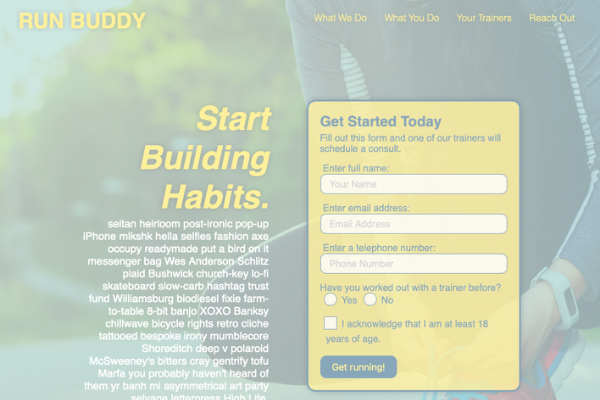 RUN BUDDY
What We Do
What You Do
Your Trainers
Reach Out
Start
Building
Habits.
seitan heirloom post-ironic pop-up
iPhone mlkshk hella selfies fashion axe
occupy readymade put a bird on it
messenger bag Wes Anderson Schlitz
plaid Bushwick church-key lo-fi
skateboard slow-carb hashtag trust
fund Williamsburg biodiesel fixie farm-
to-table 8-bit banjo XOXO Banksy
chillwave bicycle rights retro cliche
tattooed bespoke irony mumblecore
Shoreditch deep v polaroid
McSweeney's bitters cray gentrify tofu
Marfa you probably haven't heard of
them yr banh mi asymmetrical art party
selvage letterpress High Life.
Get Started Today
Fill out this form and one of our trainers will
schedule a consult.
Enter full name:
Your Name
Enter email address:
Email Address
Enter a telephone number:
Phone Number
Have you worked out with a trainer before?
Yes
No
I acknowledge that I am at least 18
years of age.
Get running!